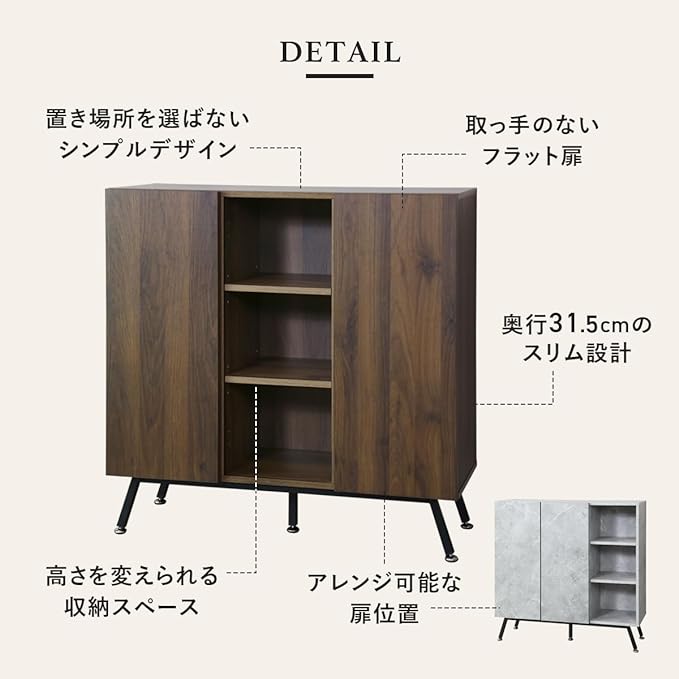 DETAIL
置き場所を選ばない
シンプルデザイン
取っ手のない
フラット扉
奥行31.5cmの
スリム設計
高さを変えられる
収納スペース
アレンジ可能な
扉位置